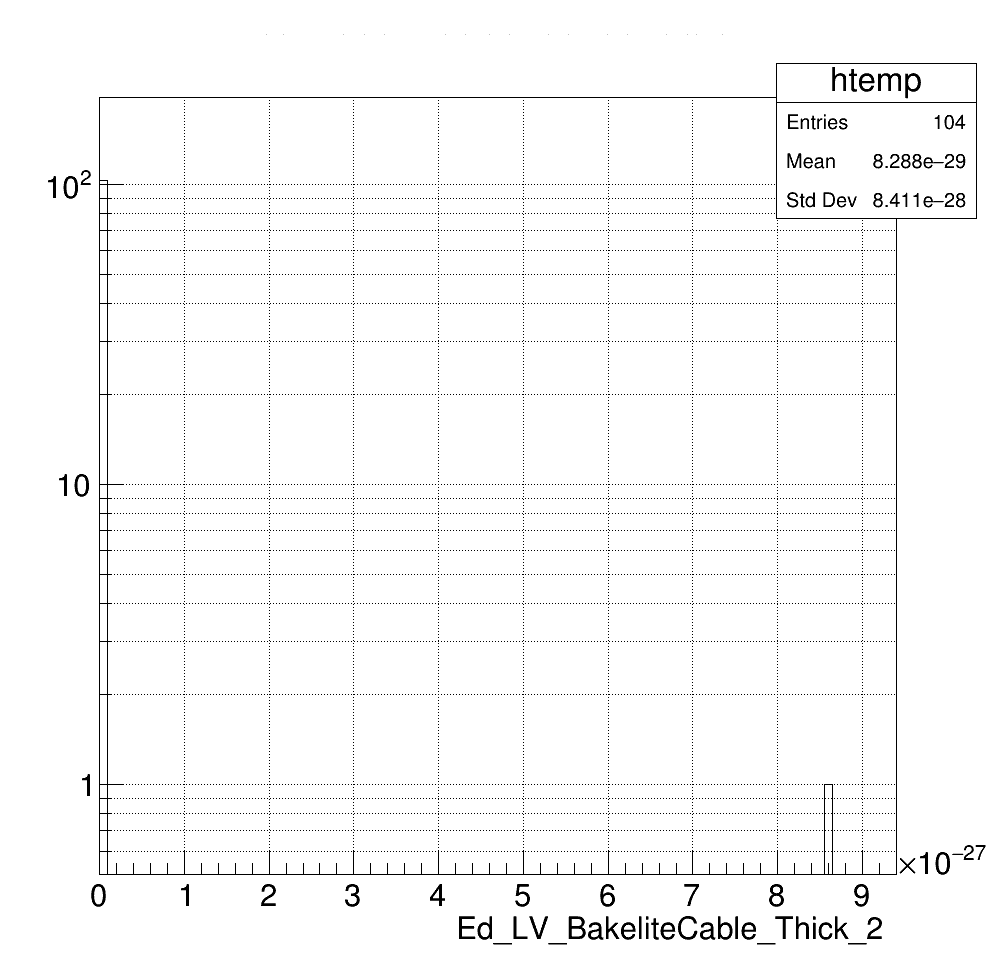 htemp
Entries 104
Mean 8.288e−29
Std Dev 8.411e−28
10²
10
1
0 1 2 3 4 5 6 7 8 9
×10⁻²⁷
Ed_LV_BakeliteCable_Thick_2